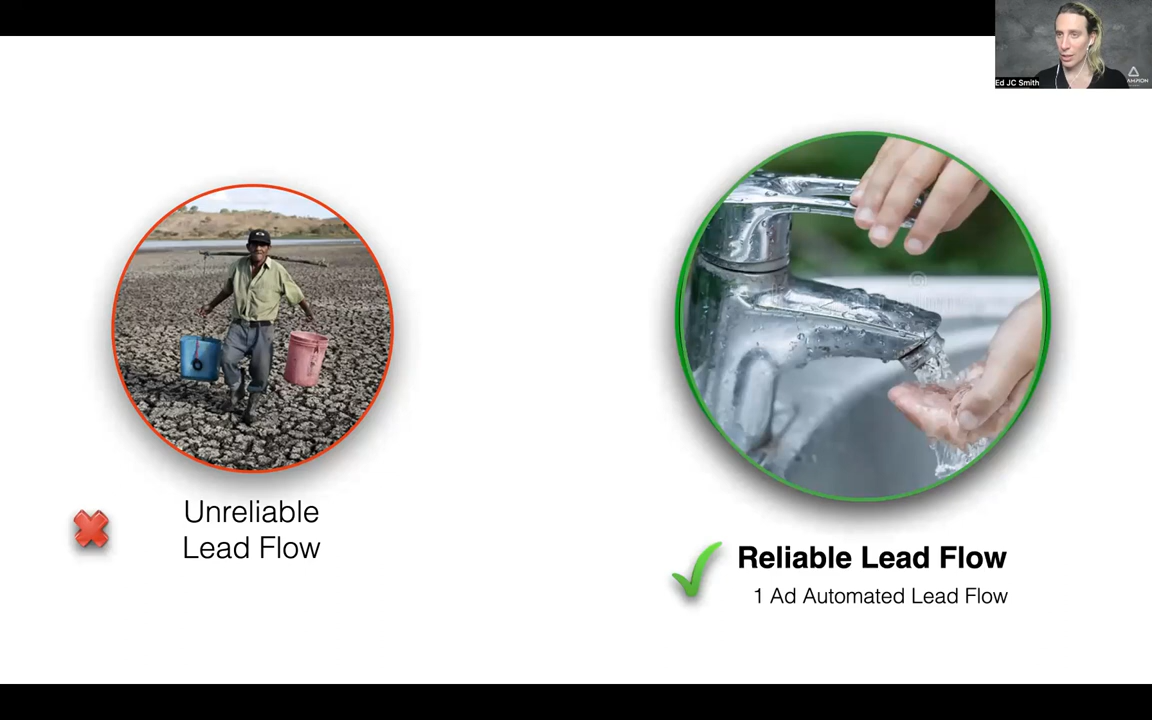 Ed JC Smith
Unreliable
Lead Flow
Reliable Lead Flow
1 Ad Automated Lead Flow